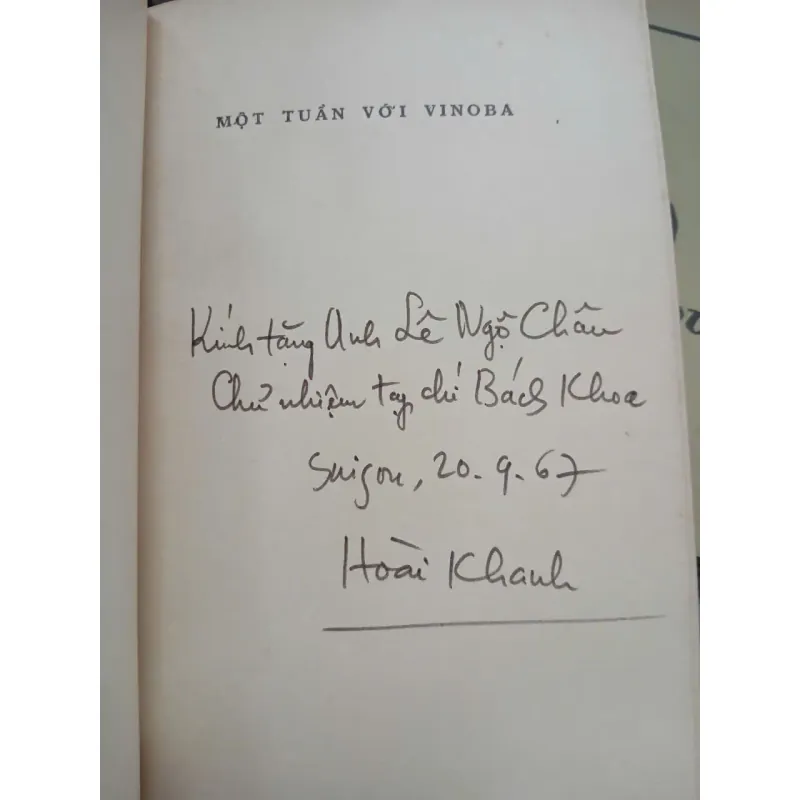 MỘT TUẦN VỚI VINOBA
Kính tặng Anh Lê Ngộ Châu
Chủ nhiệm tạp chí Bách Khoa
Saigon, 20.9.67
Hoài Khanh